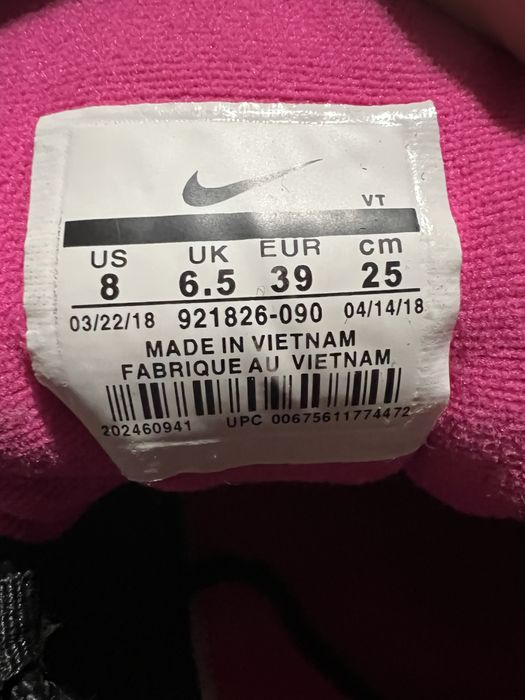 VT
US UK EUR cm
8 6.5 39 25
03/22/18 921826-090 04/14/18
MADE IN VIETNAM
FABRIQUE AU VIETNAM
202460941 UPC 00675611774472